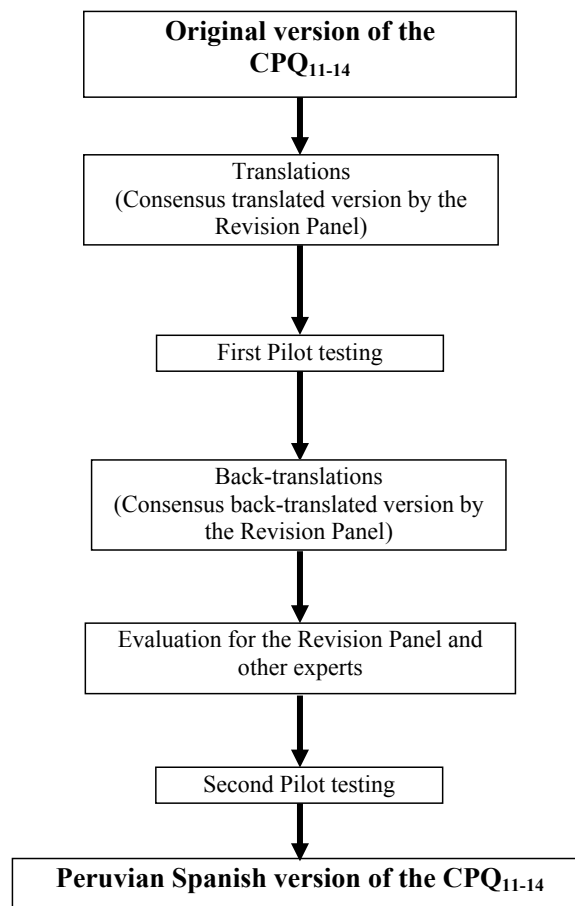 Original version of the
CPQ11-14
Translations
(Consensus translated version by the
Revision Panel)
First Pilot testing
Back-translations
(Consensus back-translated version by
the Revision Panel)
Evaluation for the Revision Panel and
other experts
Second Pilot testing
Peruvian Spanish version of the CPQ11-14